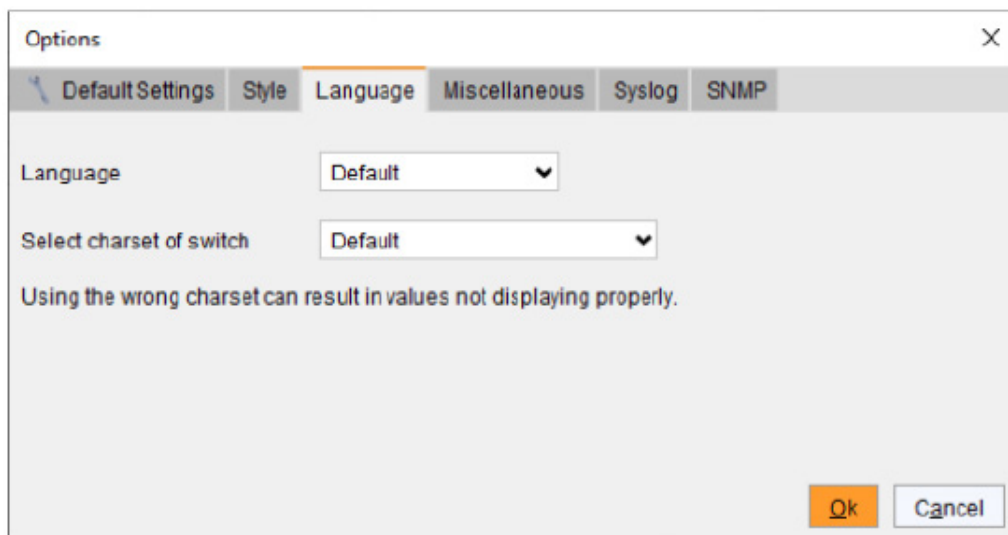 Options
Default Settings Style Language Miscellaneous Syslog SNMP
Language Default
Select charset of switch Default
Using the wrong charset can result in values not displaying properly.
Ok Cancel